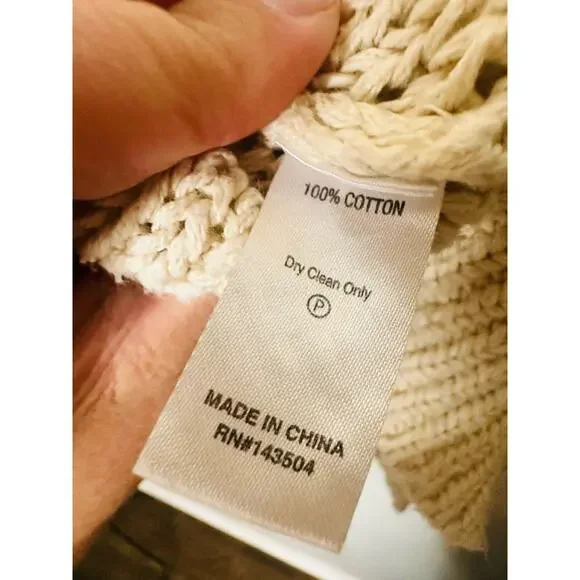 100% COTTON
Dry Clean Only
P
MADE IN CHINA
RN#143504